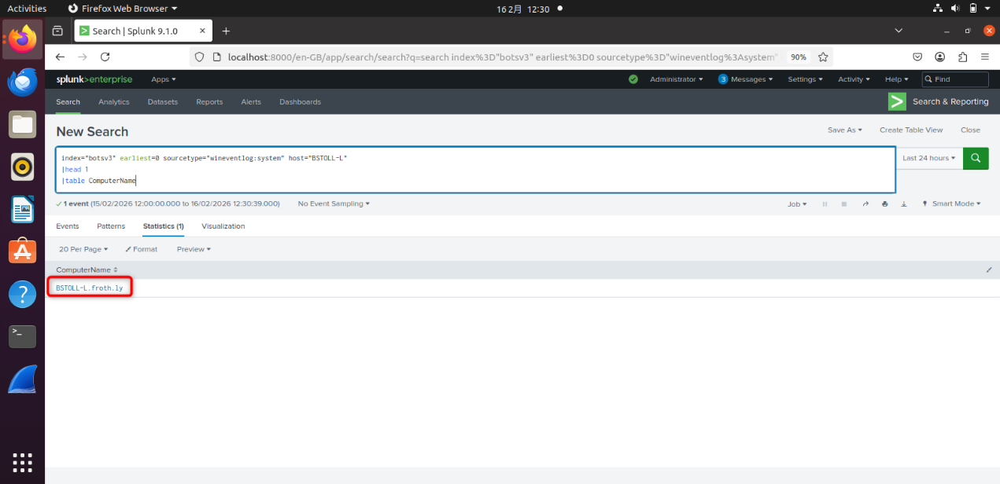 Activities
Firefox Web Browser
16 2月 12:30
Search | Splunk 9.1.0
localhost:8000/en-GB/app/search/search?q=search index%3D"botsv3" earliest%3D0 sourcetype%3D"wineventlog%3Asystem"
90%
splunk>enterprise
Apps
Administrator
3 Messages
Settings
Activity
Help
Find
Search
Analytics
Datasets
Reports
Alerts
Dashboards
Search & Reporting
New Search
Save As
Create Table View
Close
index="botsv3" earliest=0 sourcetype="wineventlog:system" host="BSTOLL-L"
|head 1
|table ComputerName
Last 24 hours
1 event (15/02/2026 12:00:00.000 to 16/02/2026 12:30:39.000)
No Event Sampling
Job
Smart Mode
Events
Patterns
Statistics (1)
Visualization
20 Per Page
Format
Preview
ComputerName
BSTOLL-L.froth.ly